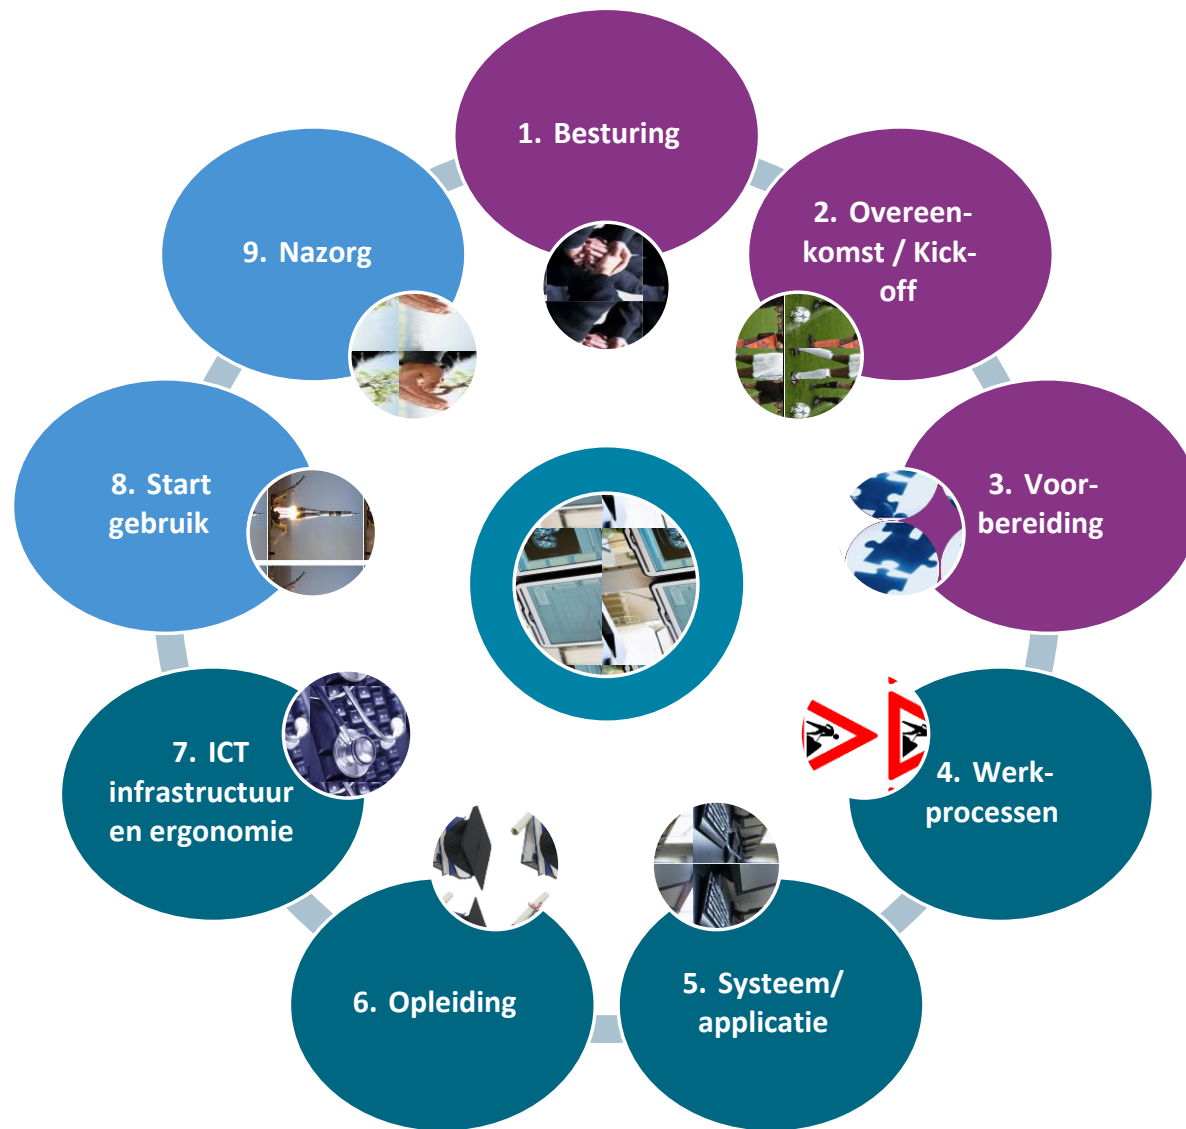 1. Besturing
2. Overeen-
komst / Kick-
off
3. Voor-
bereiding
4. Werk-
processen
5. Systeem/
applicatie
6. Opleiding
7. ICT
infrastructuur
en ergonomie
8. Start
gebruik
9. Nazorg